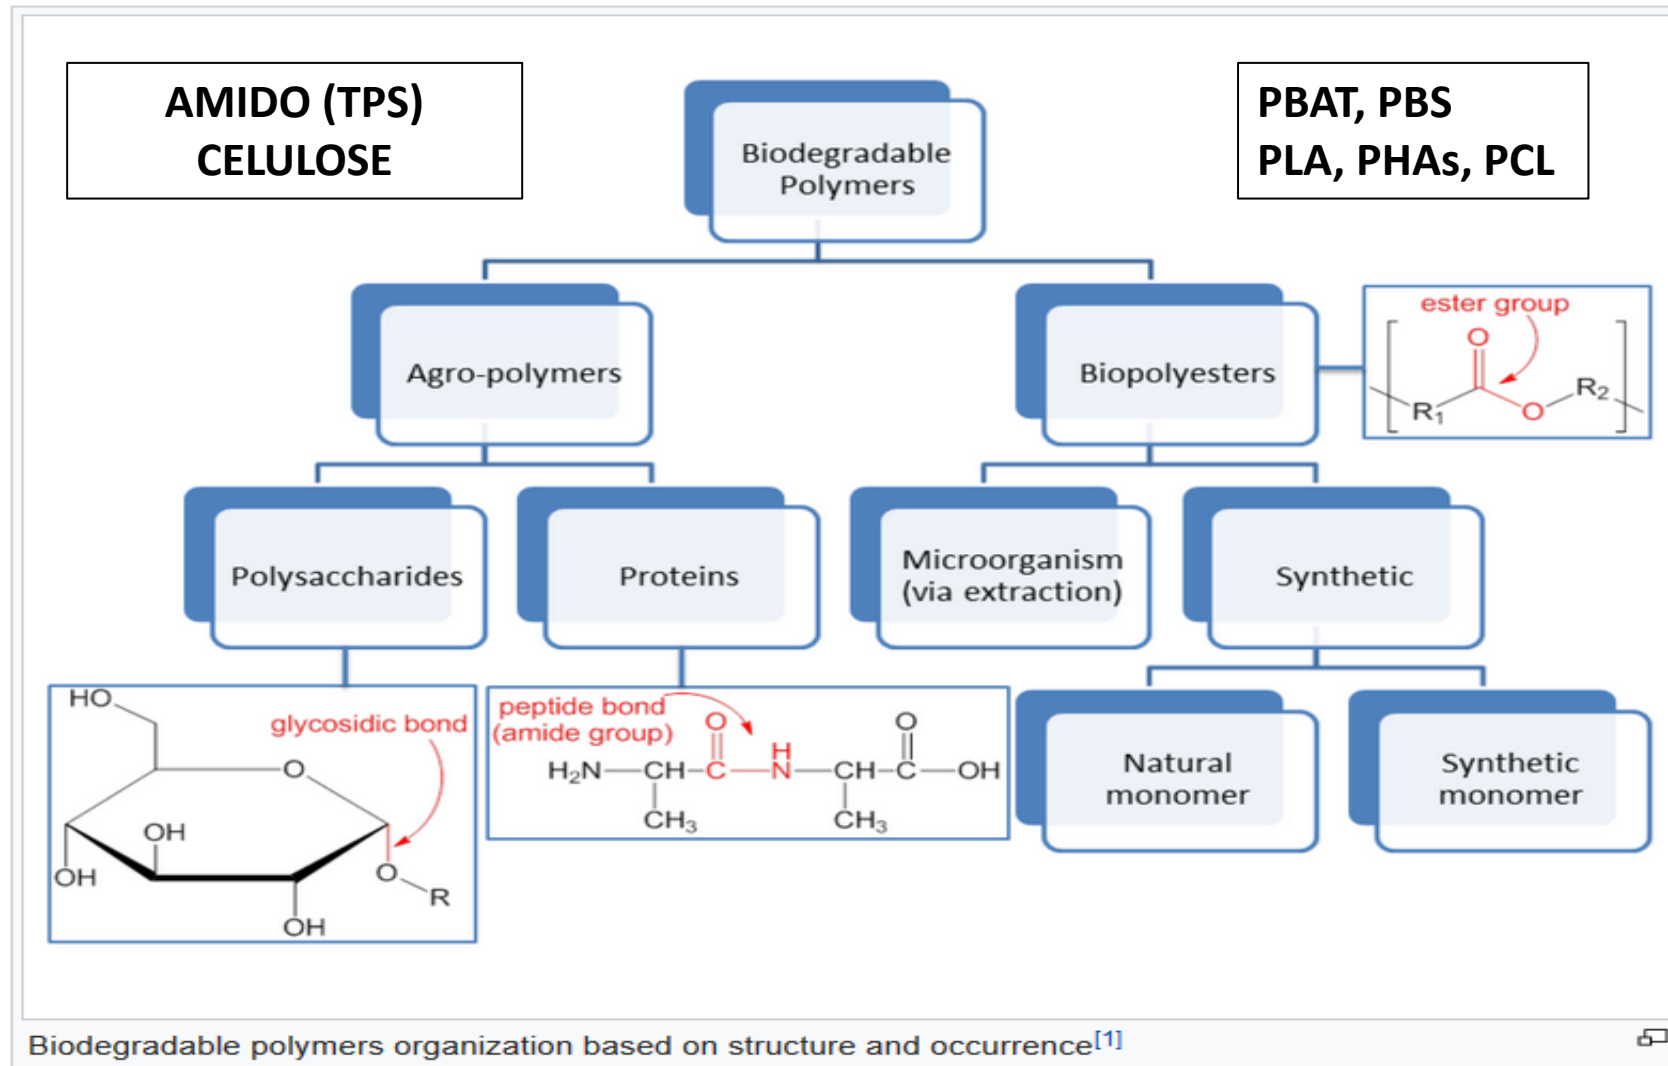 AMIDO (TPS)
CELULOSE
PBAT, PBS
PLA, PHAs, PCL
Biodegradable
Polymers
Agro-polymers
Biopolyesters
ester group
O
R1
O
R2
Polysaccharides
Proteins
Microorganism
(via extraction)
Synthetic
HO
glycosidic bond
O
OH
OH
O
R
OH
peptide bond
(amide group)
O
O
H
H2N—CH—C—N—CH—C—OH
CH3
CH3
Natural
monomer
Synthetic
monomer
Biodegradable polymers organization based on structure and occurrence[1]